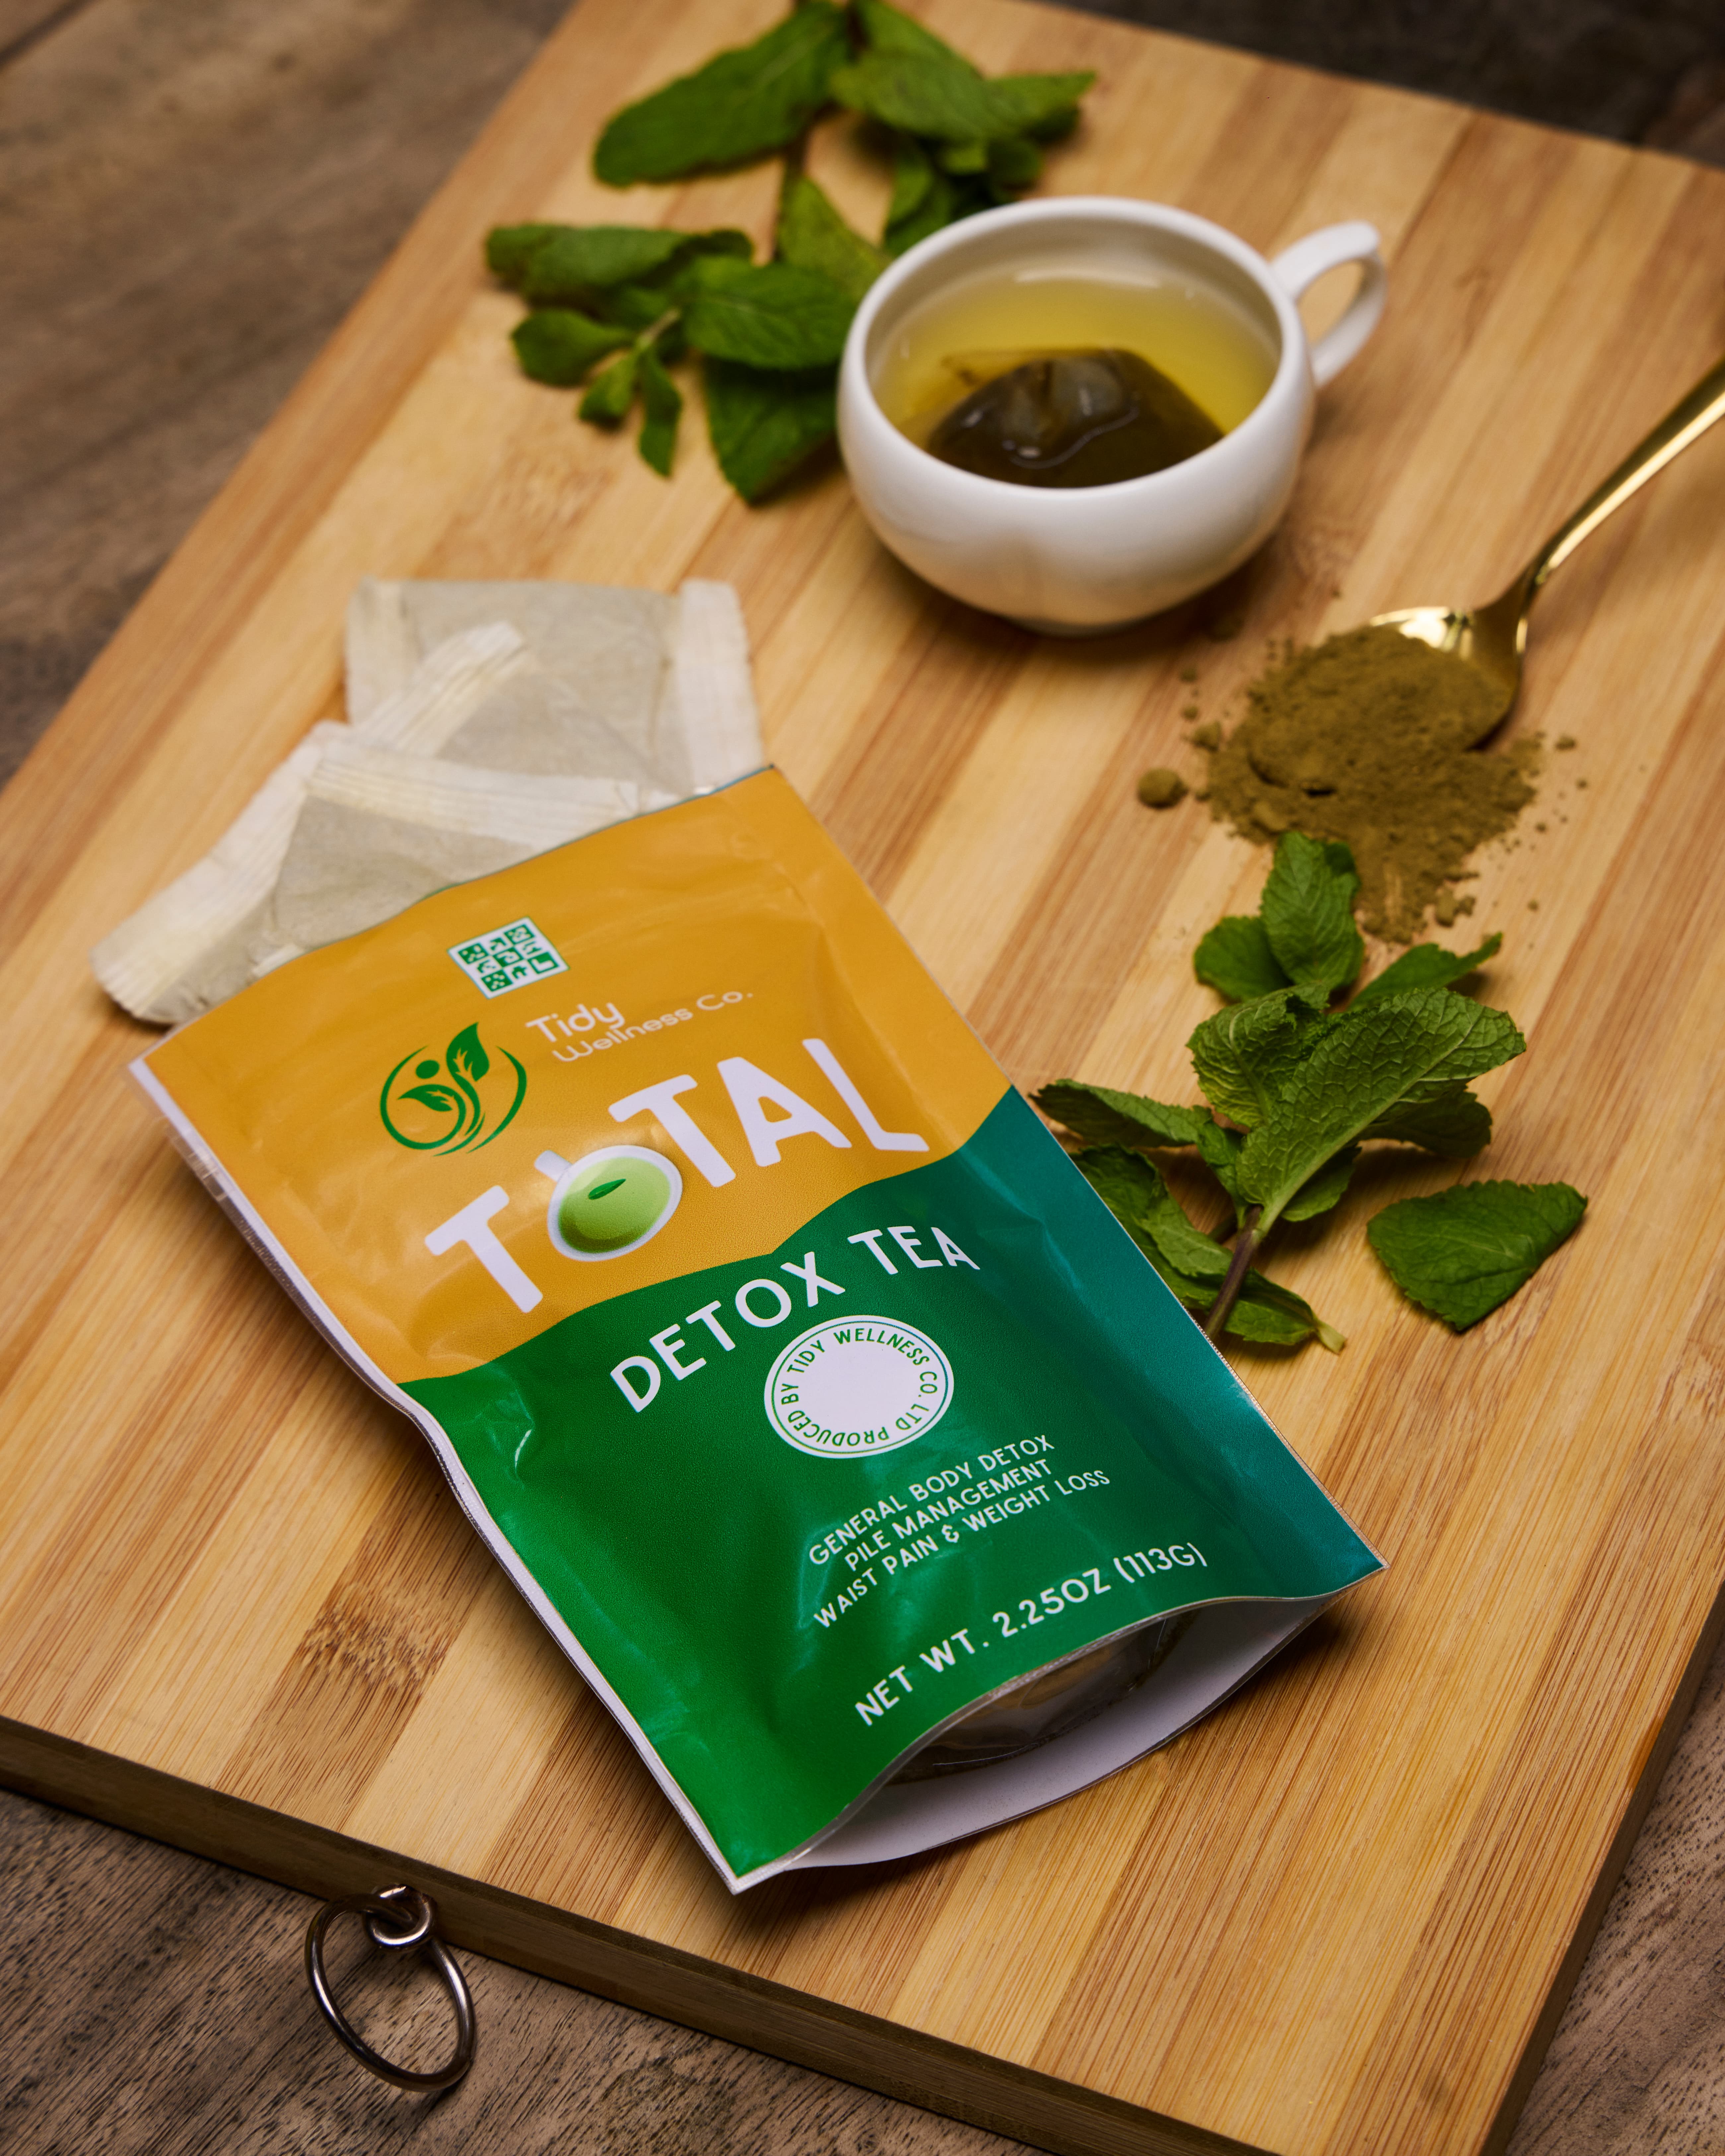 Tidy
Wellness Co.
TOTAL
DETOX TEA
PRODUCED BY TIDY WELLNESS CO. LTD
GENERAL BODY DETOX
PILE MANAGEMENT
WAIST PAIN & WEIGHT LOSS
NET WT. 2.25OZ (113G)